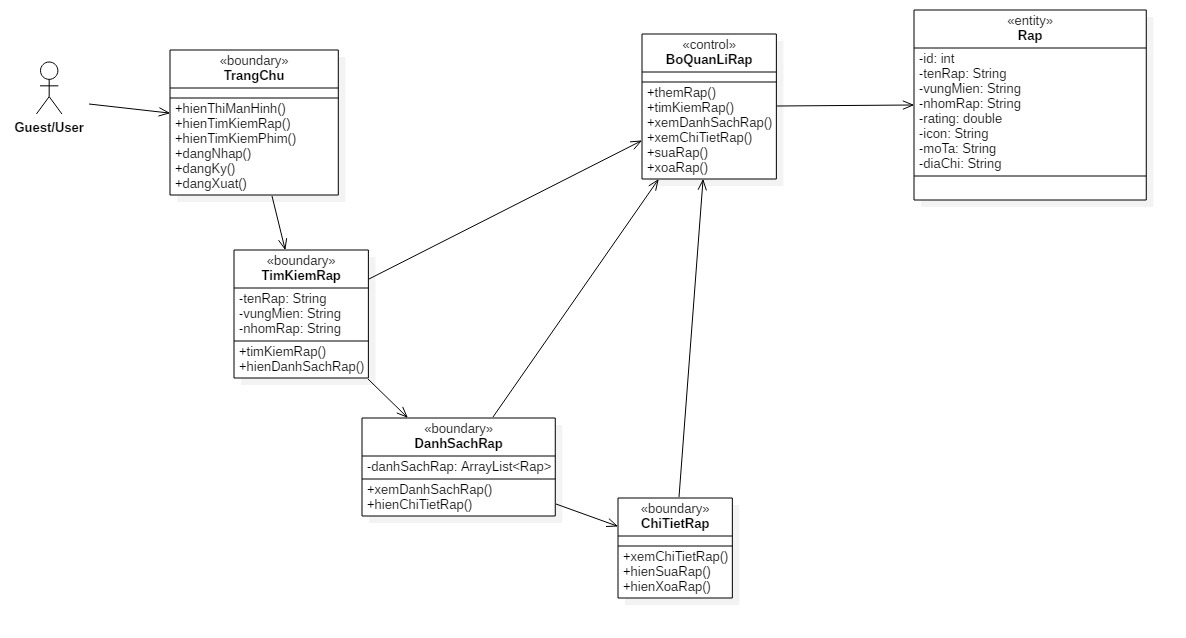 Guest/User
«boundary»
TrangChu
+hienThiManHinh()
+hienTimKiemRap()
+hienTimKiemPhim()
+dangNhap()
+dangKy()
+dangXuat()
«boundary»
TimKiemRap
-tenRap: String
-vungMien: String
-nhomRap: String
+timKiemRap()
+hienDanhSachRap()
«boundary»
DanhSachRap
-danhSachRap: ArrayList<Rap>
+xemDanhSachRap()
+hienChiTietRap()
«boundary»
ChiTietRap
+xemChiTietRap()
+hienSuaRap()
+hienXoaRap()
«control»
BoQuanLiRap
+themRap()
+timKiemRap()
+xemDanhSachRap()
+xemChiTietRap()
+suaRap()
+xoaRap()
«entity»
Rap
-id: int
-tenRap: String
-vungMien: String
-nhomRap: String
-rating: double
-icon: String
-moTa: String
-diaChi: String